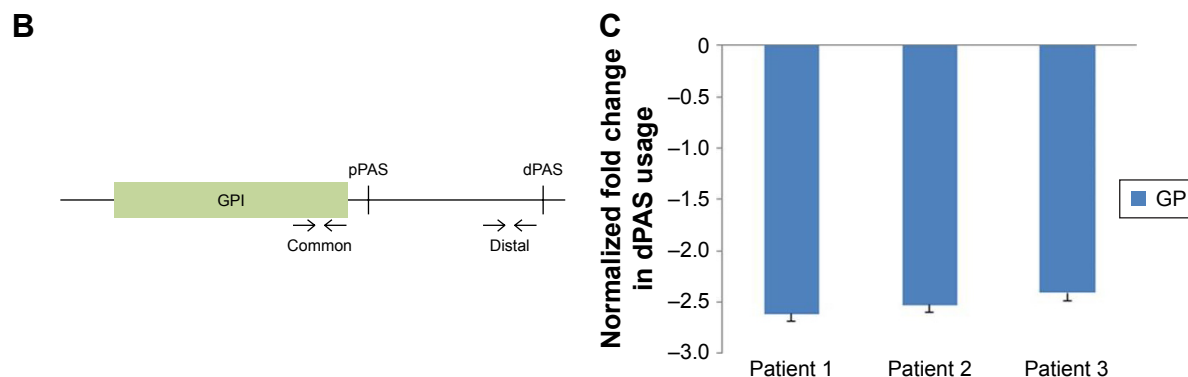 B
pPAS
dPAS
GPI
Common
Distal
C
Normalized fold change
in dPAS usage
0
–0.5
–1.0
–1.5
–2.0
–2.5
–3.0
Patient 1
Patient 2
Patient 3
GP